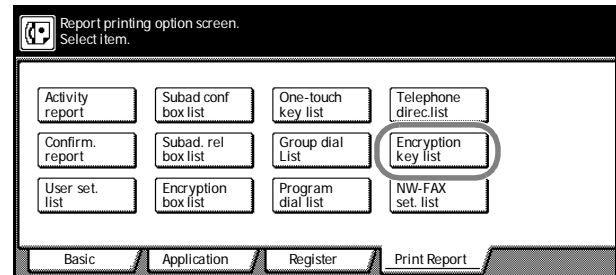 Report printing option screen.
Select item.
Activity report
Subad conf box list
One-touch key list
Telephone direc.list
Confirm. report
Subad. rel box list
Group dial List
Encryption key list
User set. list
Encryption box list
Program dial list
NW-FAX set. list
Basic
Application
Register
Print Report